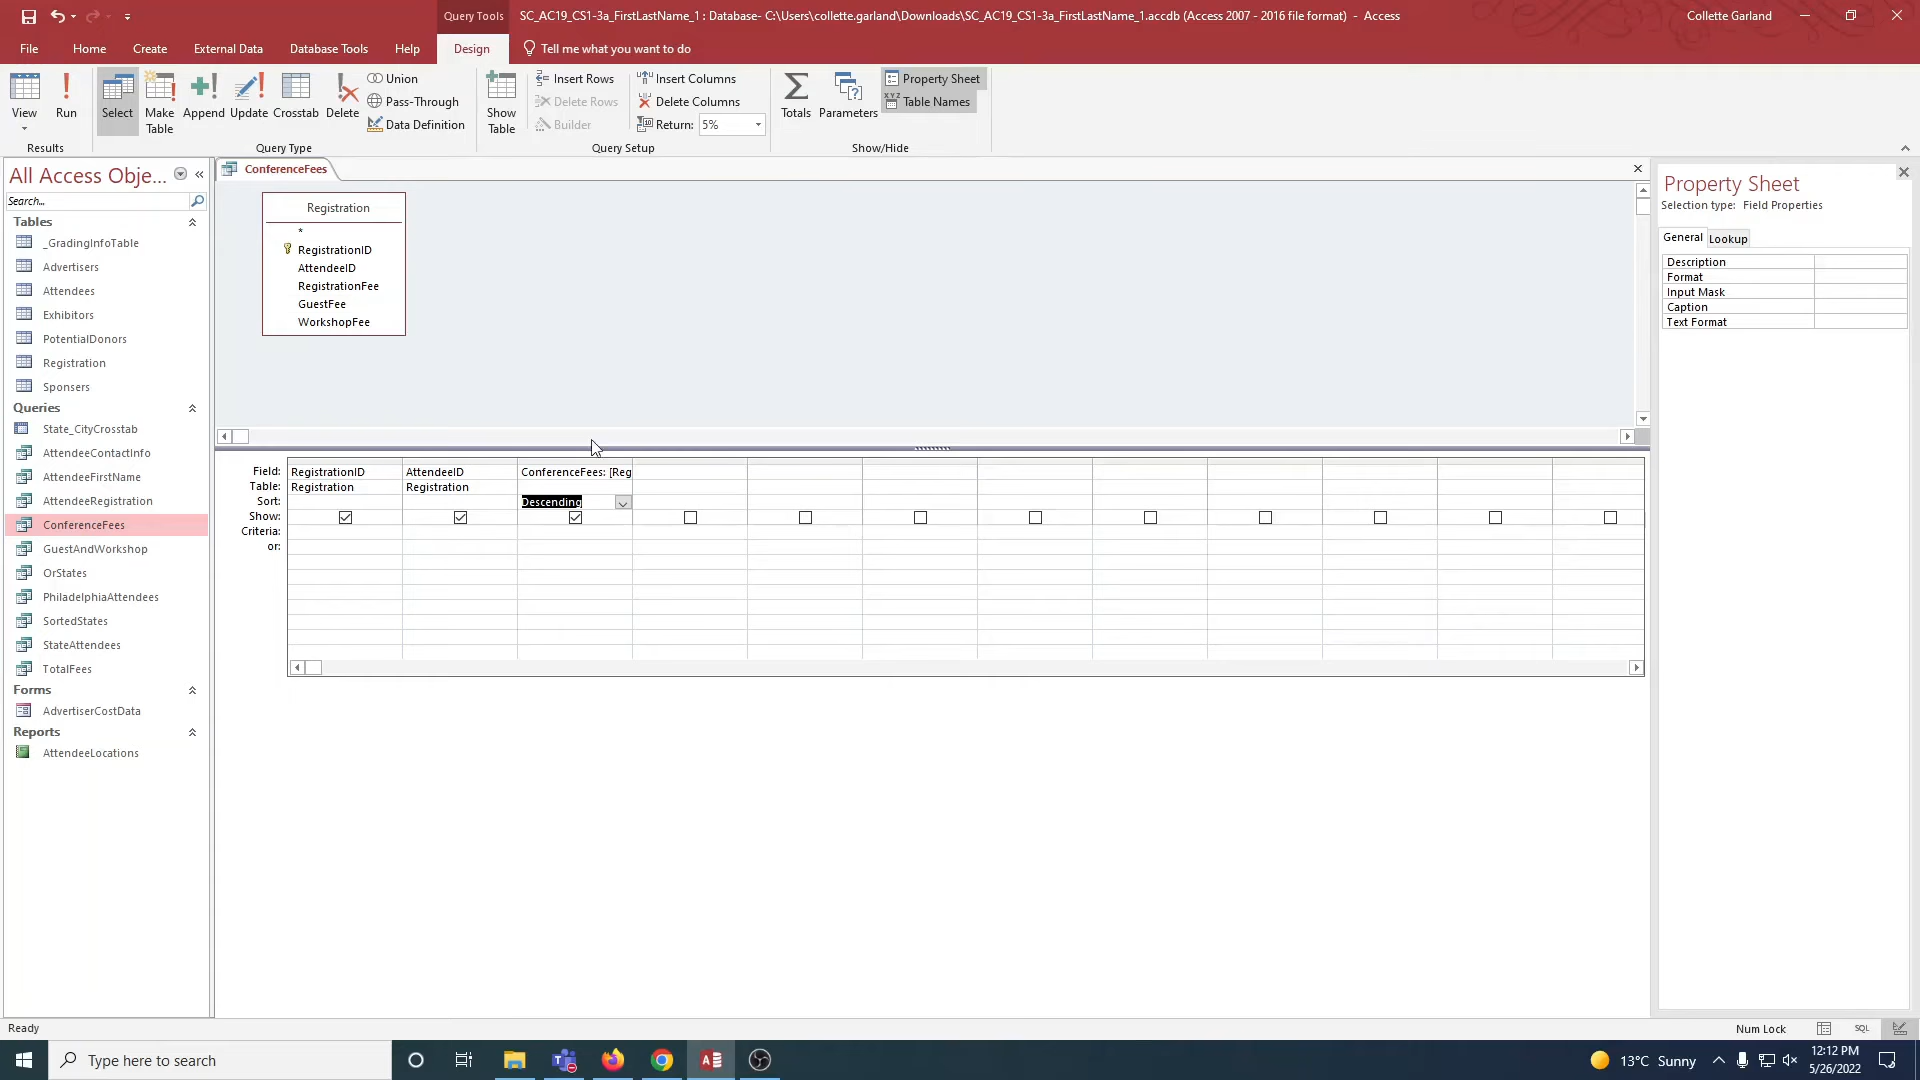 Query Tools
SC_AC19_CS1-3a_FirstLastName_1 : Database- C:\Users\collette.garland\Downloads\SC_AC19_CS1-3a_FirstLastName_1.accdb (Access 2007 - 2016 file format) - Access
Collette Garland
File
Home
Create
External Data
Database Tools
Help
Design
Tell me what you want to do
View
Run
Results
Select
Make Table
Append
Update
Crosstab
Delete
Union
Pass-Through
Data Definition
Query Type
Show Table
Insert Rows
Delete Rows
Builder
Insert Columns
Delete Columns
Return: 5%
Query Setup
Totals
Parameters
Property Sheet
Table Names
Show/Hide
All Access Obje...
Search...
Tables
_GradingInfoTable
Advertisers
Attendees
Exhibitors
PotentialDonors
Registration
Sponsers
Queries
State_CityCrosstab
AttendeeContactInfo
AttendeeFirstName
AttendeeRegistration
ConferenceFees
GuestAndWorkshop
OrStates
PhiladelphiaAttendees
SortedStates
StateAttendees
TotalFees
Forms
AdvertiserCostData
Reports
AttendeeLocations
ConferenceFees
Registration
*
RegistrationID
AttendeeID
RegistrationFee
GuestFee
WorkshopFee
Field: RegistrationID AttendeeID ConferenceFees: [Reg
Table: Registration Registration
Sort: Descending
Show:
Criteria:
or:
Property Sheet
Selection type: Field Properties
General Lookup
Description
Format
Input Mask
Caption
Text Format
Ready
Num Lock
SQL
Type here to search
13°C Sunny
12:12 PM
5/26/2022